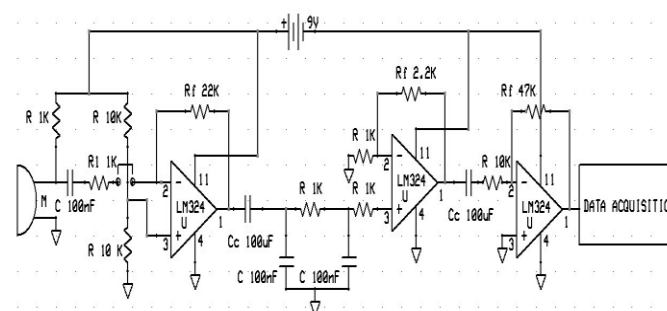 9V
Rf 22K
Rf 2.2K
Rf 47K
R 1K
R 10K
R1 1K
M
C 100nF
R 10 K
2
3
11
4
1
LM324
U
Cc 100uF
R 1K
R 1K
C 100nF
C 100nF
R 1K
2
3
11
4
1
LM324
U
Cc 100uF
R 10K
2
3
11
4
1
LM324
U
DATA ACQUISITIO